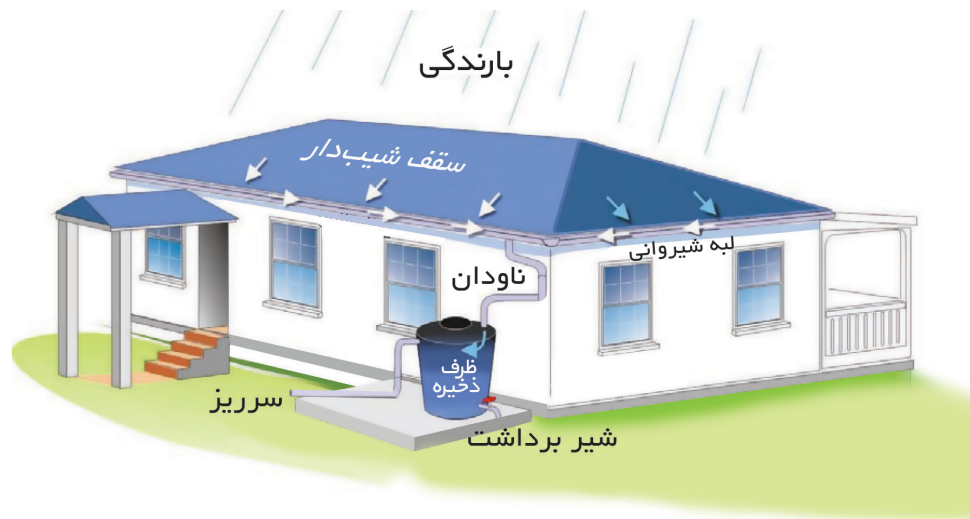 بارندگی
سقف شیب‌دار
لبه شیروانی
ناودان
ظرف
ذخیره
سرریز
شیر برداشت